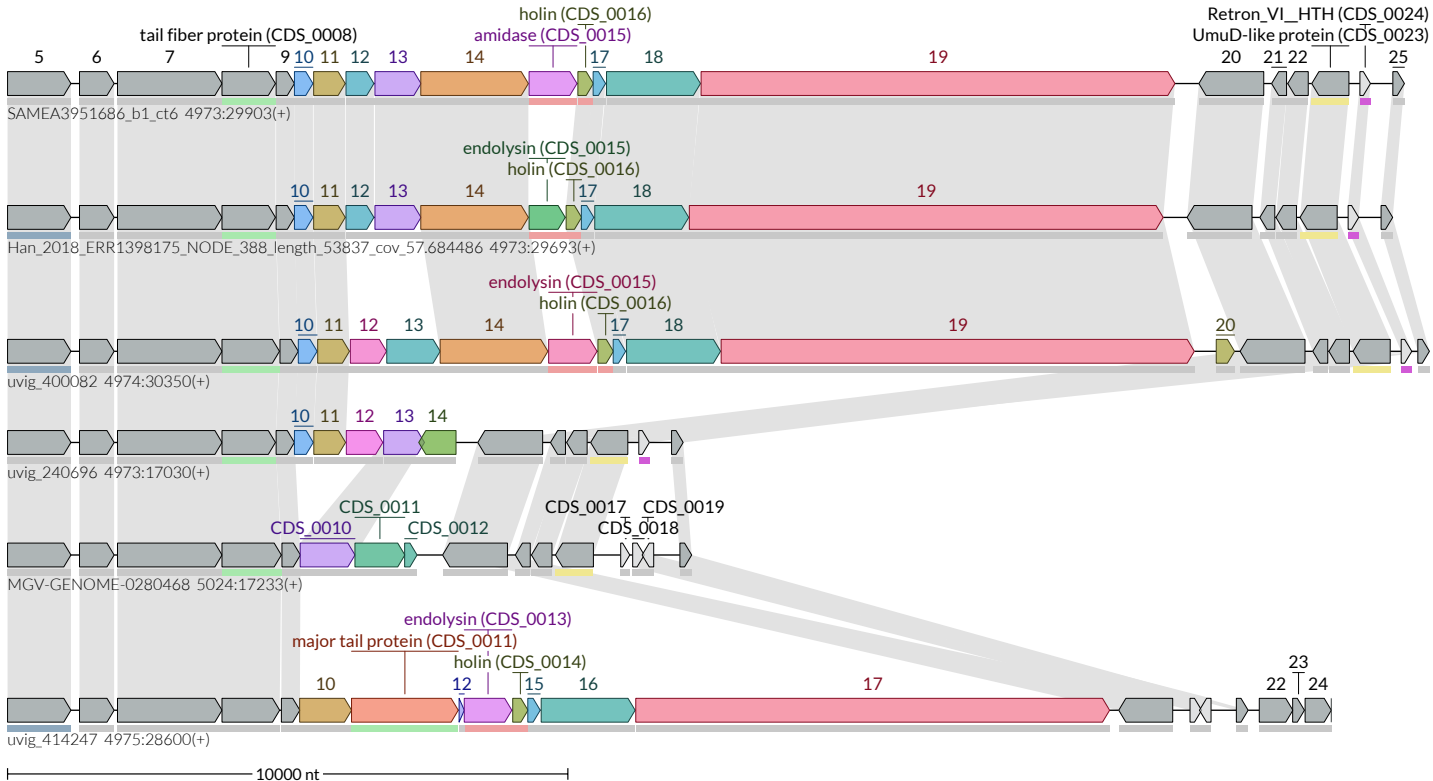 holin (CDS_0016) Retron_VI__HTH (CDS_0024)
tail fiber protein (CDS_0008) amidase (CDS_0015) UmuD-like protein (CDS_0023)
5 6 7 9 10 11 12 13 14 17 18 19 20 21 22 25
SAMEA3951686_b1_ct6 4973:29903(+)
endolysin (CDS_0015)
holin (CDS_0016)
10 11 12 13 14 17 18 19
Han_2018_ERR1398175_NODE_388_length_53837_cov_57.684486 4973:29693(+)
endolysin (CDS_0015)
holin (CDS_0016)
10 11 12 13 14 17 18 19 20
uvig_400082 4974:30350(+)
10 11 12 13 14
uvig_240696 4973:17030(+)
CDS_0011 CDS_0017 CDS_0019
CDS_0010 CDS_0012 CDS_0018
MGV-GENOME-0280468 5024:17233(+)
endolysin (CDS_0013)
major tail protein (CDS_0011)
holin (CDS_0014) 23
10 12 15 16 17 22 24
uvig_414247 4975:28600(+)
10000 nt